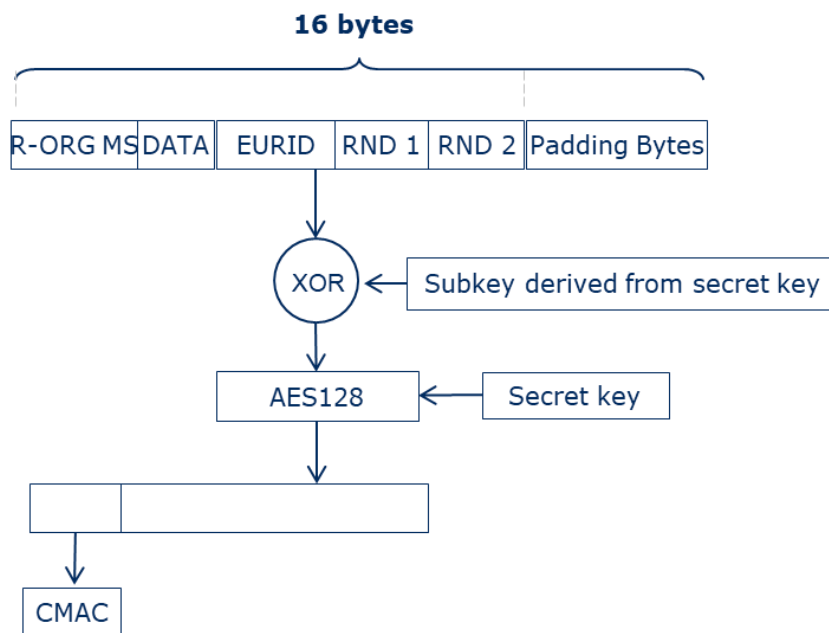 16 bytes
R-ORG MS DATA EURID RND 1 RND 2 Padding Bytes
XOR
Subkey derived from secret key
AES128
Secret key
CMAC